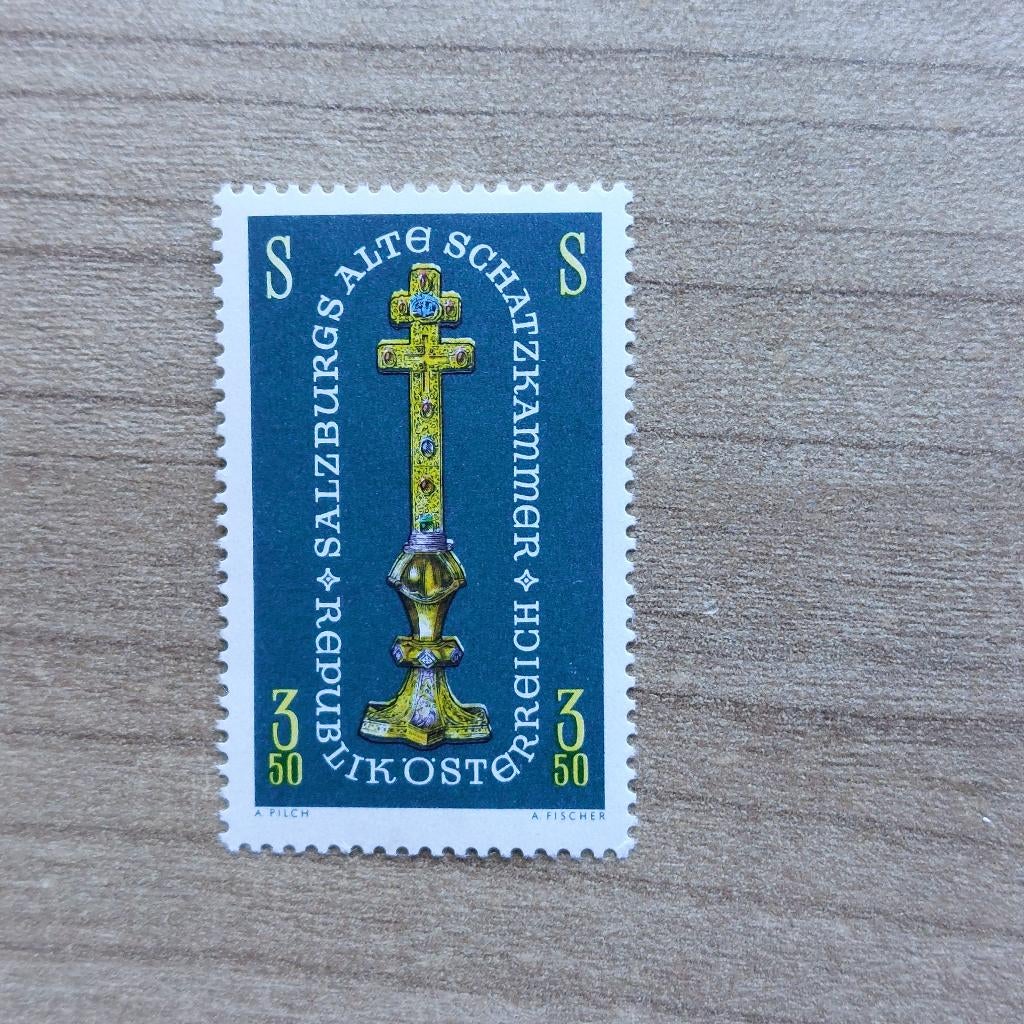 S S
SALZBURGS ALTE SCHATZKAMMER
REPUBLIK ÖSTERREICH
3 50 3 50
A. PILCH A. FISCHER